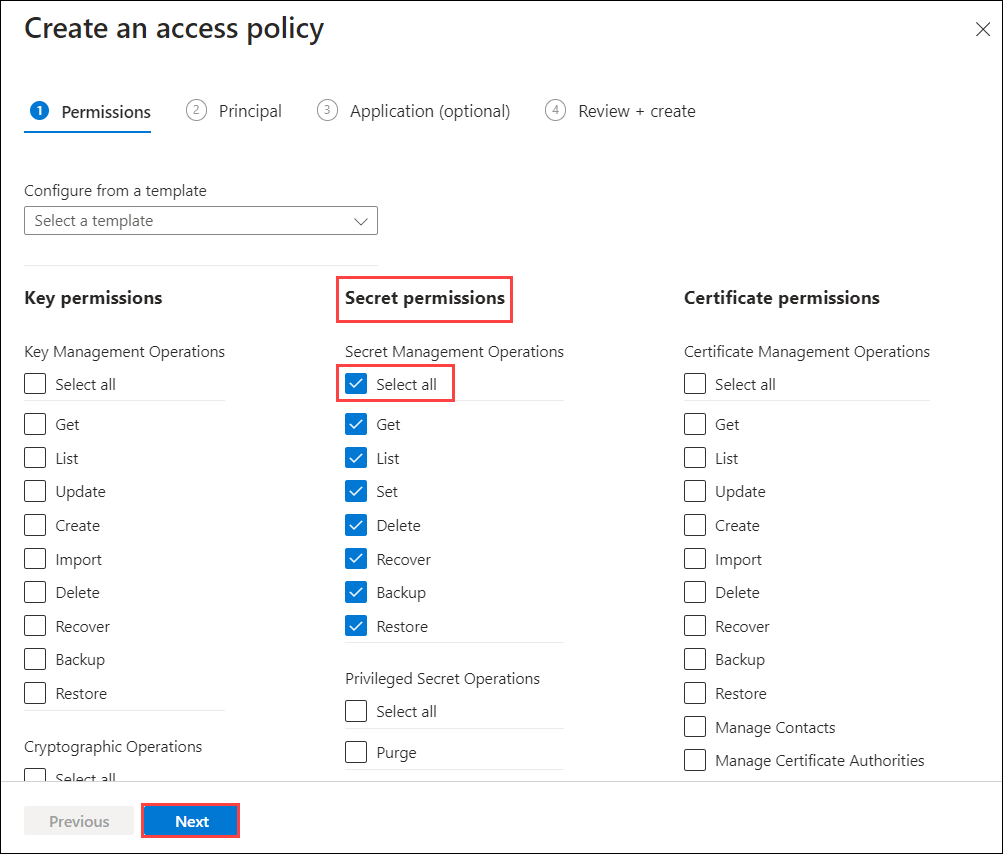 Create an access policy
1 Permissions 2 Principal 3 Application (optional) 4 Review + create
Configure from a template
Select a template
Key permissions
Key Management Operations
Select all
Get
List
Update
Create
Import
Delete
Recover
Backup
Restore
Cryptographic Operations
Select all
Secret permissions
Secret Management Operations
Select all
Get
List
Set
Delete
Recover
Backup
Restore
Privileged Secret Operations
Select all
Purge
Certificate permissions
Certificate Management Operations
Select all
Get
List
Update
Create
Import
Delete
Recover
Backup
Restore
Manage Contacts
Manage Certificate Authorities
Previous Next